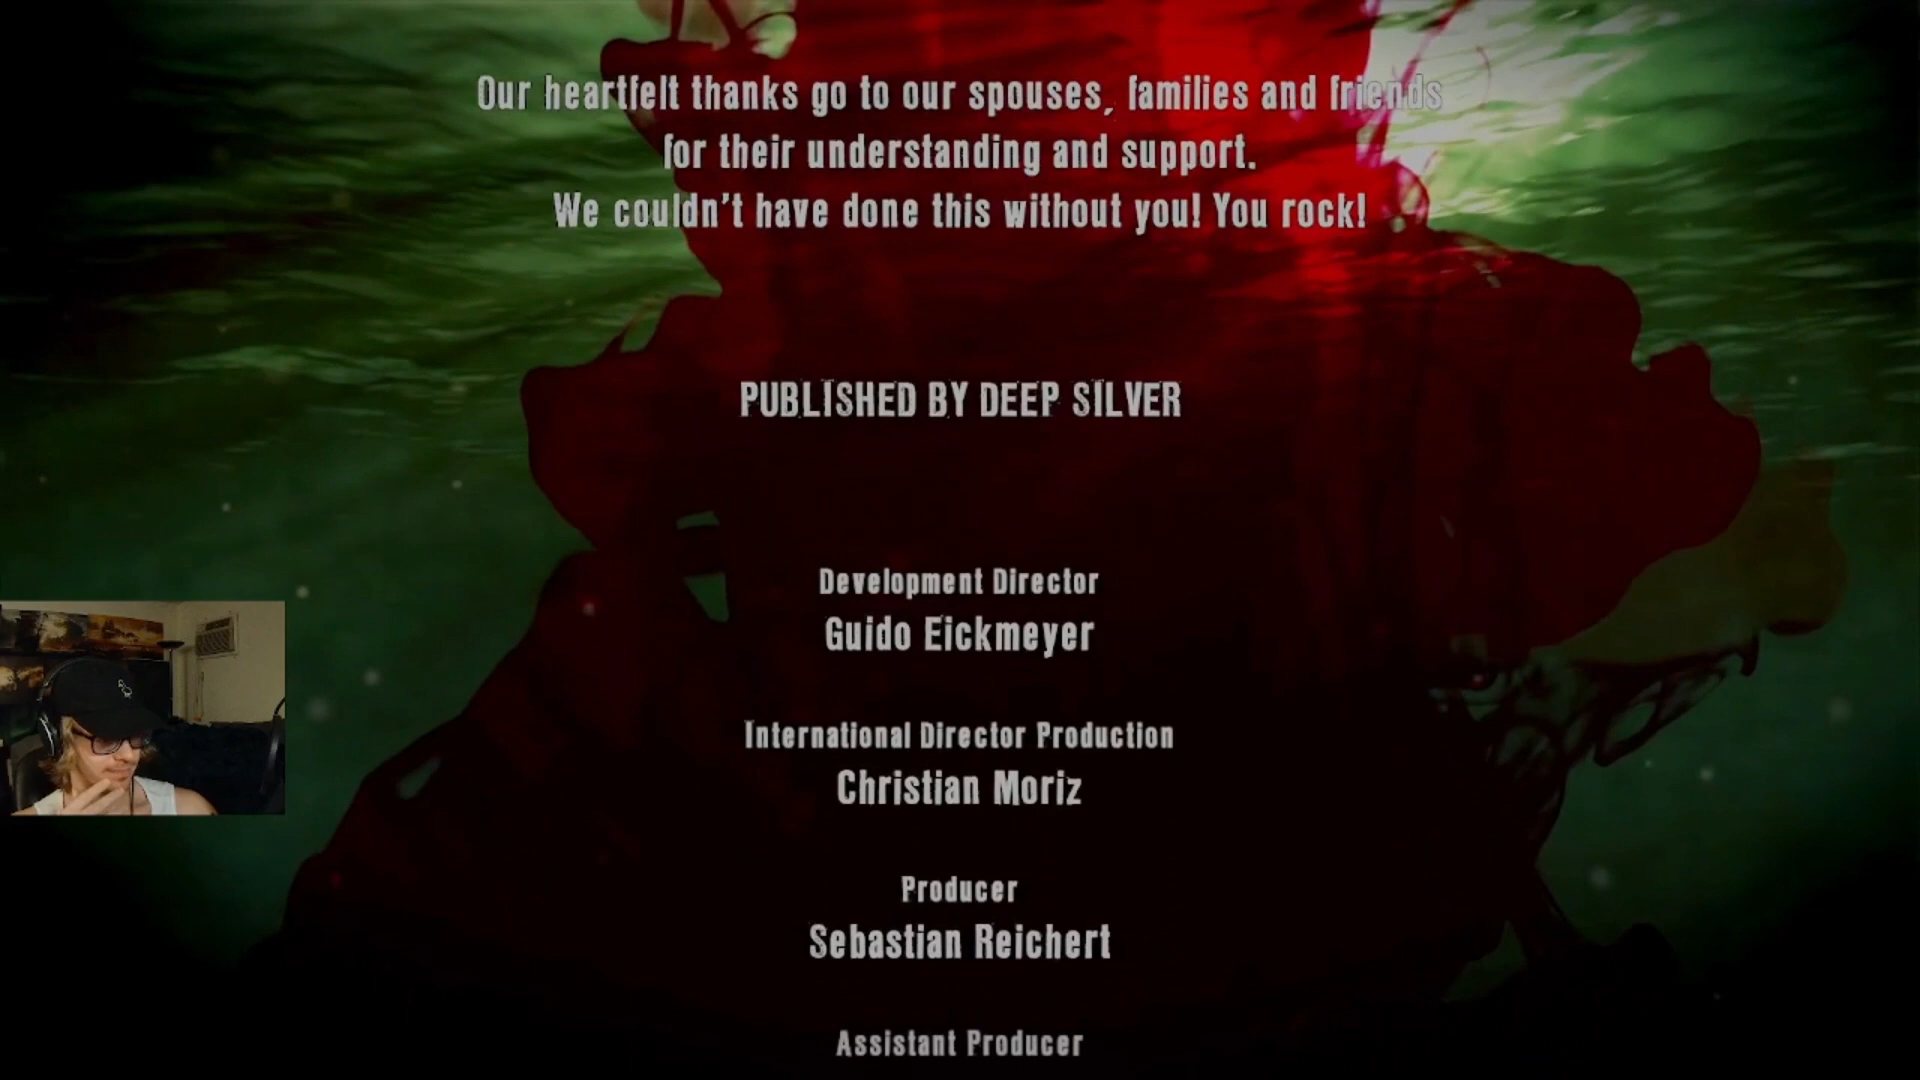 Our heartfelt thanks go to our spouses, families and friends
for their understanding and support.
We couldn't have done this without you! You rock!
PUBLISHED BY DEEP SILVER
Development Director
Guido Eickmeyer
International Director Production
Christian Moriz
Producer
Sebastian Reichert
Assistant Producer